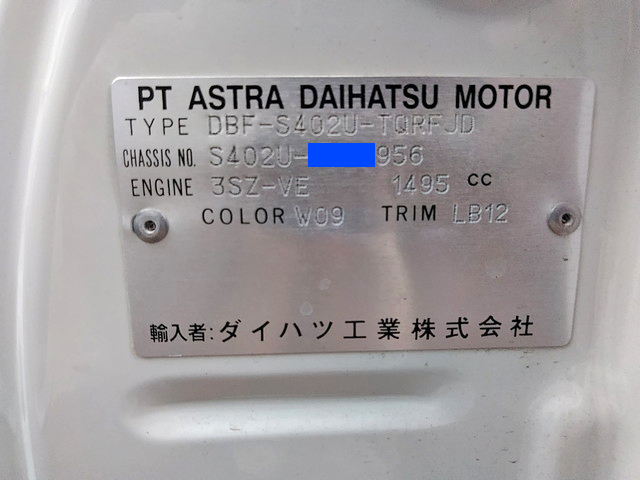 PT ASTRA DAIHATSU MOTOR
TYPE DBF-S402U-TQRFJD
CHASSIS NO. S402U- 956
ENGINE 3SZ-VE 1495 CC
COLOR W09 TRIM LB12
輸入者:ダイハツ工業株式会社